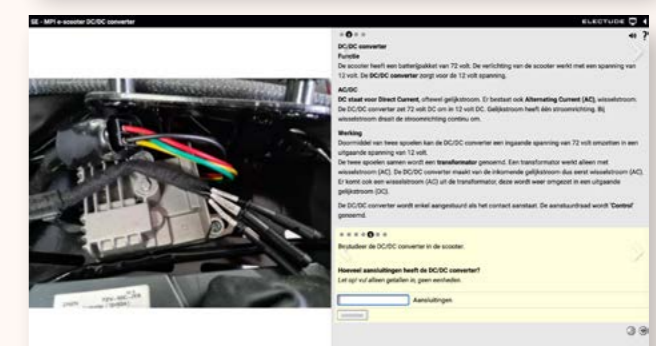 SE - MPI e-scooter DC/DC converter
ELECTUDE
DC/DC converter
Functie
De scooter heeft een batterijpakket van 72 volt. De verlichting van de scooter werkt met een spanning van
12 volt. De DC/DC converter zorgt voor de 12 volt spanning.
AC/DC
DC staat voor Direct Current, oftewel gelijkstroom. Er bestaat ook Alternating Current (AC), wisselstroom.
De DC/DC converter zet 72 volt DC om in 12 volt DC. Gelijkstroom heeft één stroomrichting. Bij
wisselstroom draait de stroomrichting continu om.
Werking
Doormiddel van twee spoelen kan de DC/DC converter een ingaande spanning van 72 volt omzetten in een
uitgaande spanning van 12 volt.
De twee spoelen samen wordt een transformator genoemd. Een transformator werkt alleen met
wisselstroom (AC). De DC/DC converter maakt van de inkomende gelijkstroom dus eerst wisselstroom (AC).
Er komt ook een wisselstroom (AC) uit de transformator, deze wordt weer omgezet in een uitgaande
gelijkstroom (DC).
De DC/DC converter wordt enkel aangestuurd als het contact aanstaat. De aanstuurdraad wordt 'Control'
genoemd.
Bestudeer de DC/DC converter in de scooter.
Hoeveel aansluitingen heeft de DC/DC converter?
Let op! vul alleen getallen in, geen eenheden.
Aansluitingen